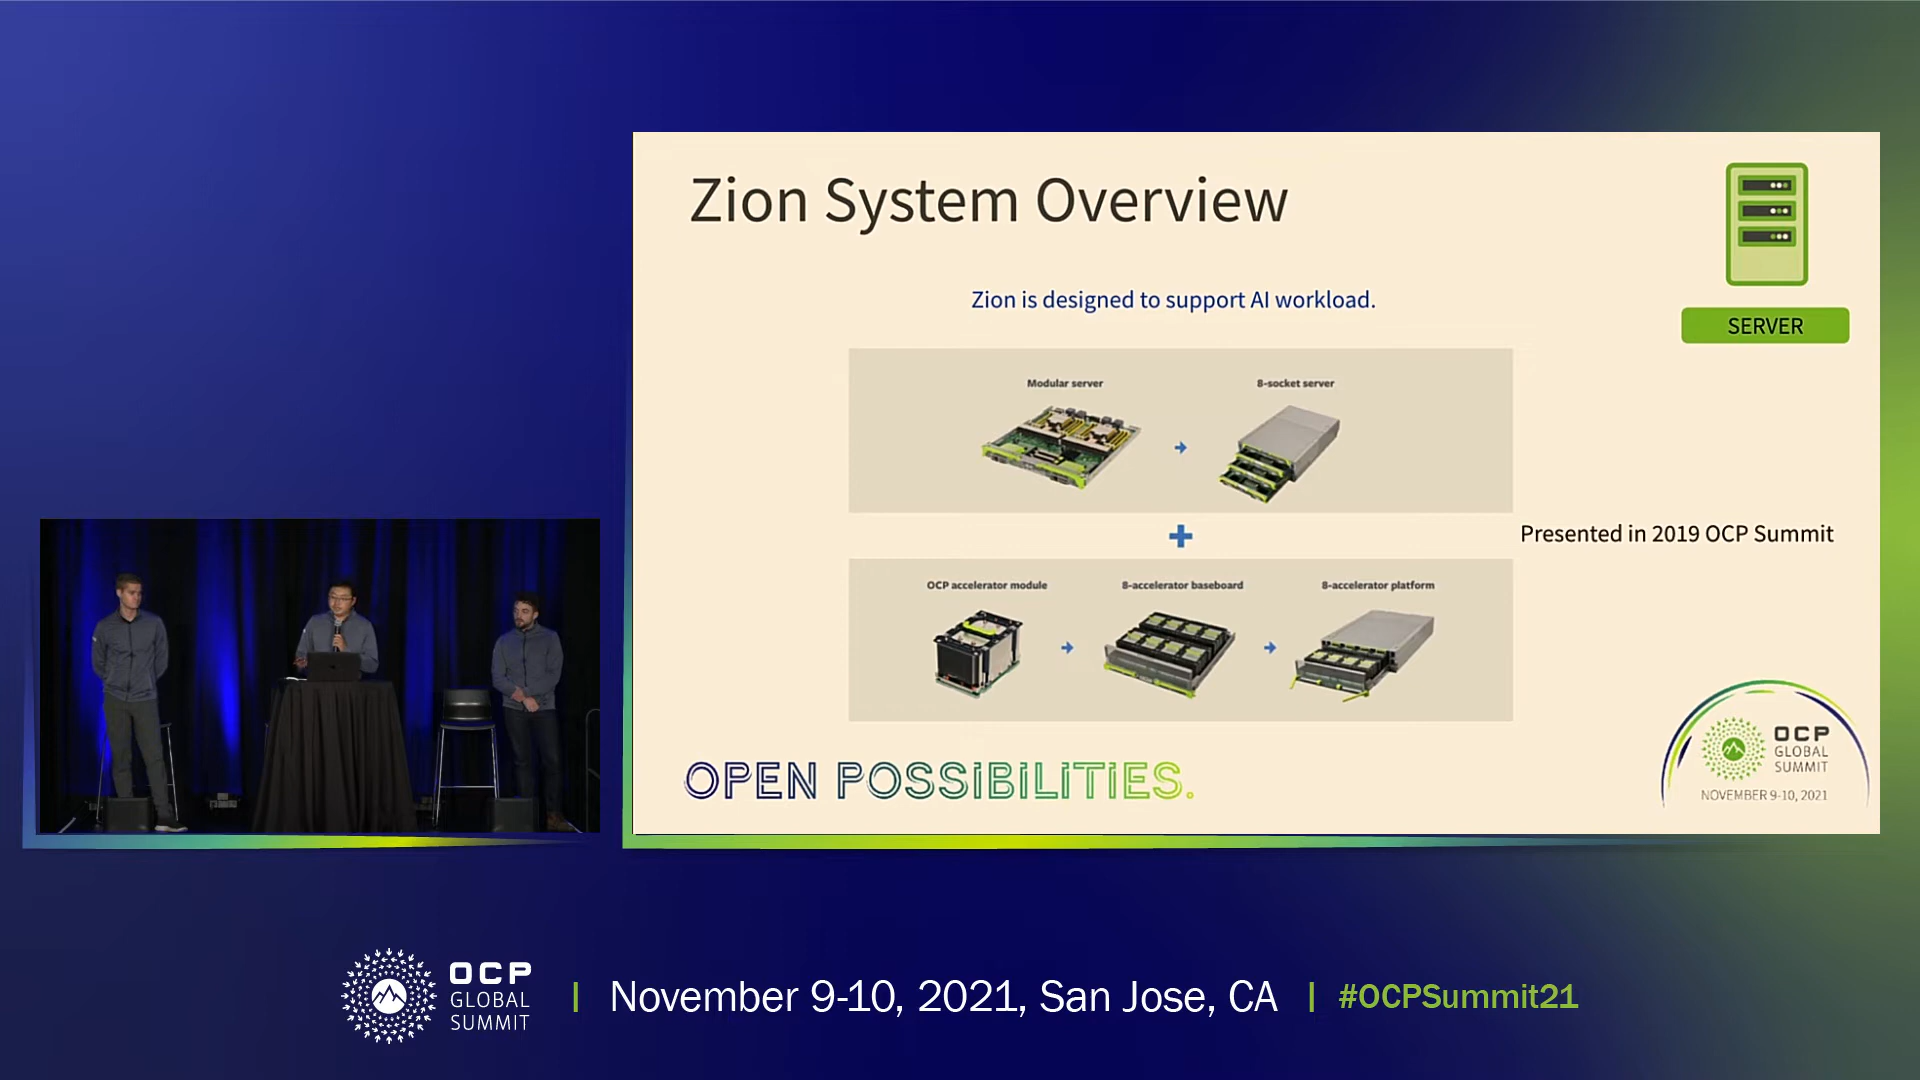 Zion System Overview
Zion is designed to support AI workload.
SERVER
Modular server
8-socket server
Presented in 2019 OCP Summit
OCP accelerator module
8-accelerator baseboard
8-accelerator platform
OPEN POSSIBILITIES.
OCP
GLOBAL
SUMMIT
NOVEMBER 9-10, 2021
OCP
GLOBAL
SUMMIT
| November 9-10, 2021, San Jose, CA | #OCPSummit21